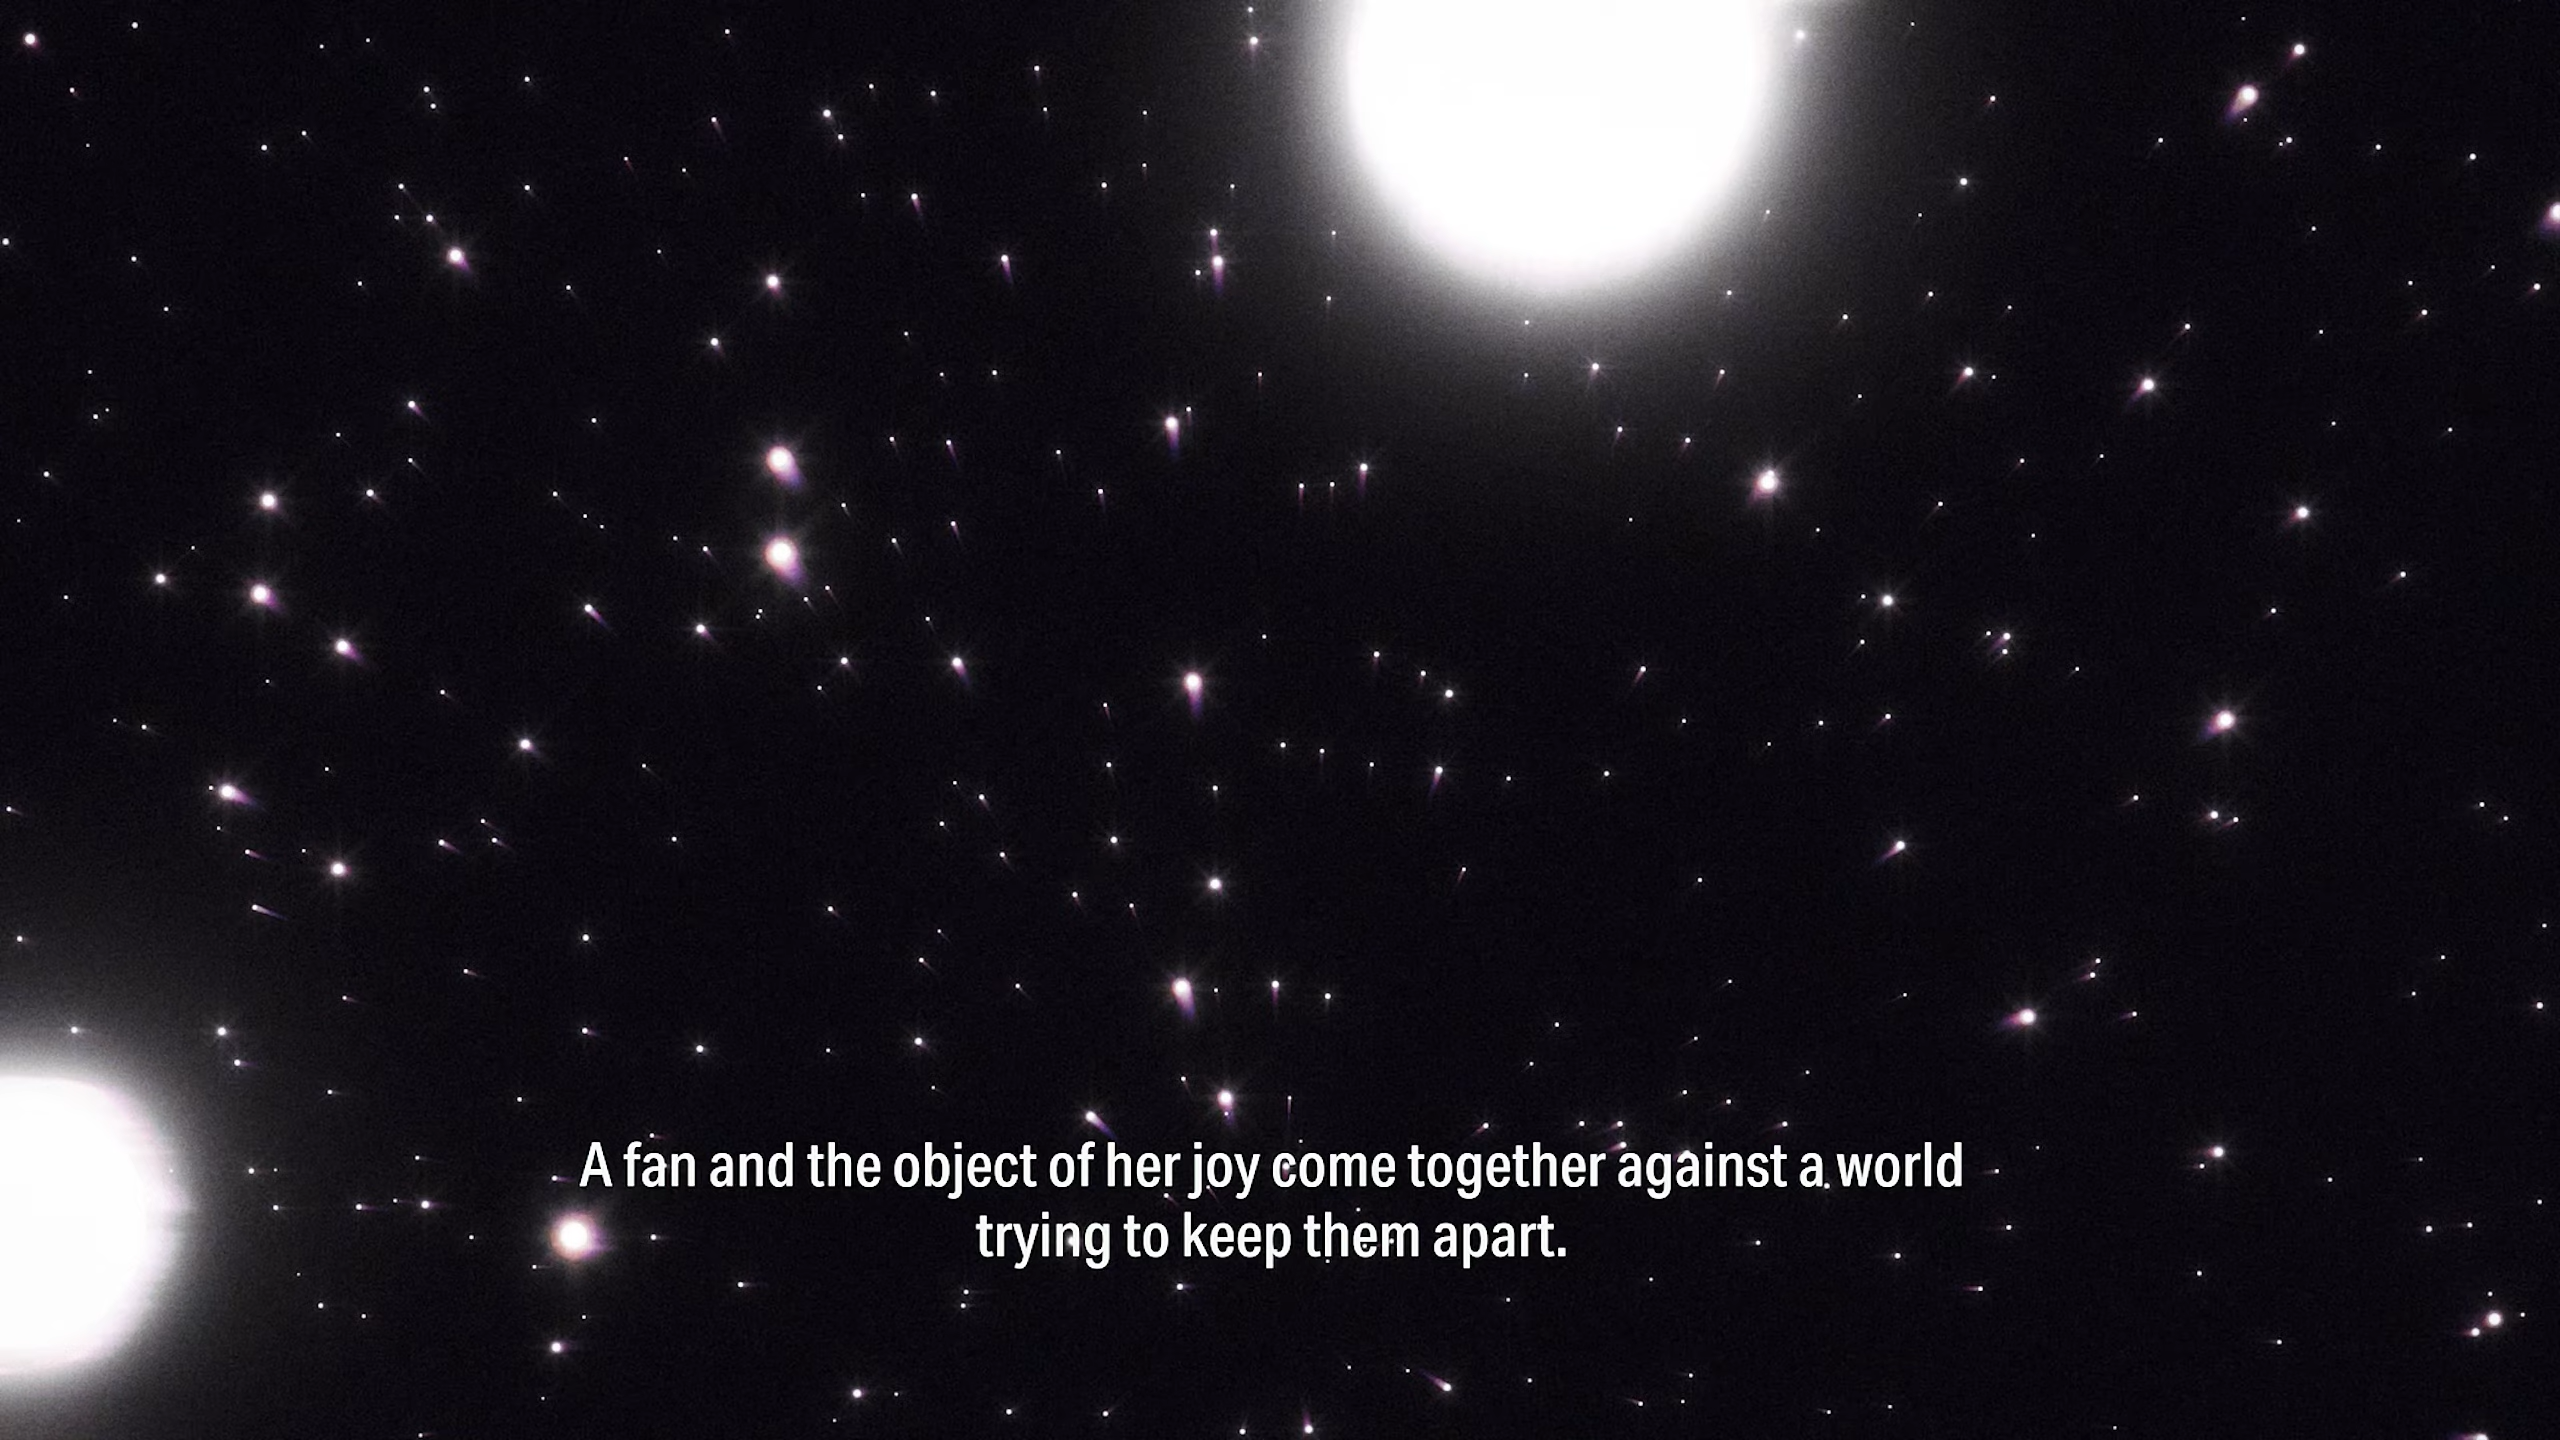 A fan and the object of her joy come together against a world
trying to keep them apart.